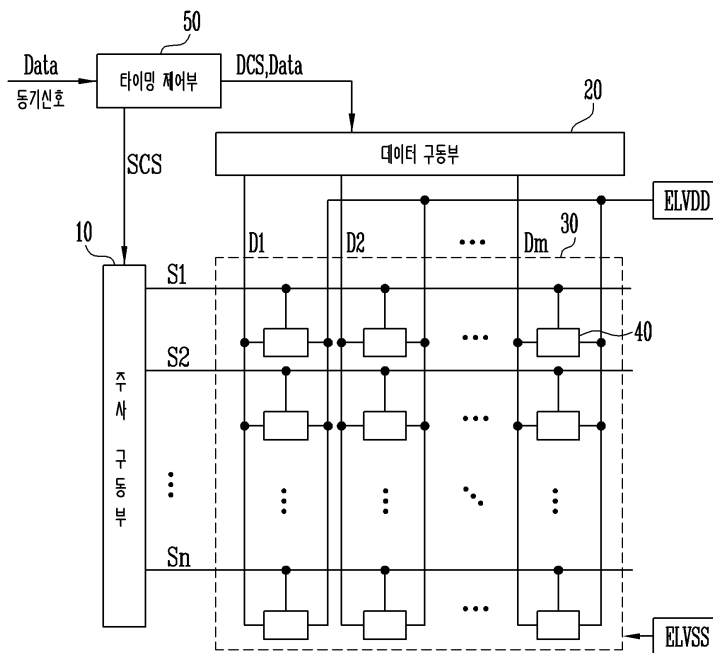 50
Data
타이밍 제어부
DCS,Data
동기신호
20
데이터 구동부
SCS
ELVDD
10
D1
D2
...
Dm
30
S1
...
40
S2
주사 구동부
...
Sn
...
ELVSS